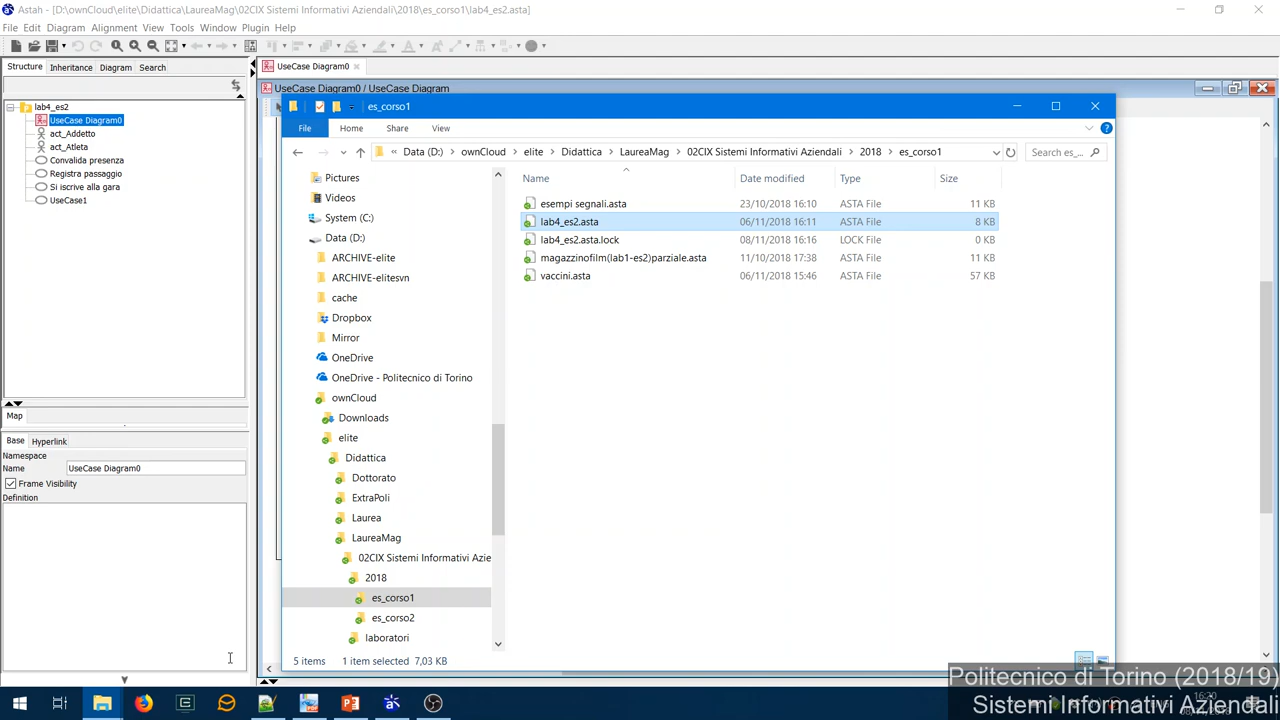 Astah - [D:\ownCloud\elite\Didattica\LaureaMag\02CIX Sistemi Informativi Aziendali\2018\es_corso1\lab4_es2.asta]
File Edit Diagram Alignment View Tools Window Plugin Help
Structure Inheritance Diagram Search
lab4_es2
UseCase Diagram0
act_Addetto
act_Atleta
Convalida presenza
Registra passaggio
Si iscrive alla gara
UseCase1
Map
Base Hyperlink
Namespace
Name UseCase Diagram0
Frame Visibility
Definition
UseCase Diagram0
UseCase Diagram0 / UseCase Diagram
es_corso1
File Home Share View
« Data (D:) > ownCloud > elite > Didattica > LaureaMag > 02CIX Sistemi Informativi Aziendali > 2018 > es_corso1
Search es_...
Pictures
Videos
System (C:)
Data (D:)
ARCHIVE-elite
ARCHIVE-elitesvn
cache
Dropbox
Mirror
OneDrive
OneDrive - Politecnico di Torino
ownCloud
Downloads
elite
Didattica
Dottorato
ExtraPoli
Laurea
LaureaMag
02CIX Sistemi Informativi Azie
2018
es_corso1
es_corso2
laboratori
Name Date modified Type Size
esempi segnali.asta 23/10/2018 16:10 ASTA File 11 KB
lab4_es2.asta 06/11/2018 16:11 ASTA File 8 KB
lab4_es2.asta.lock 08/11/2018 16:16 LOCK File 0 KB
magazzinofilm(lab1-es2)parziale.asta 11/10/2018 17:38 ASTA File 11 KB
vaccini.asta 06/11/2018 15:46 ASTA File 57 KB
5 items 1 item selected 7,03 KB
Politecnico di Torino (2018/19)
Sistemi Informativi Aziendali
16:20